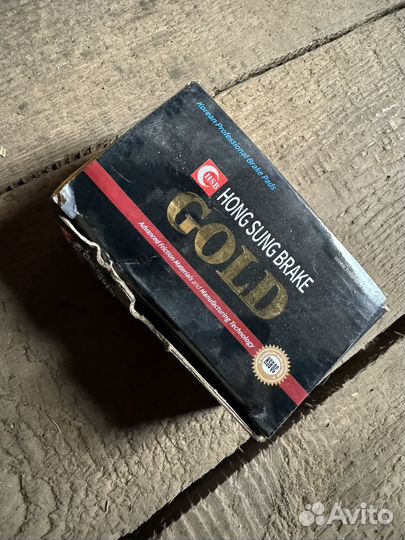 Korean Professional Brake Pads
HSB
HONG SUNG BRAKE
GOLD
Advanced Friction Materials and Manufacturing Technology
Avito